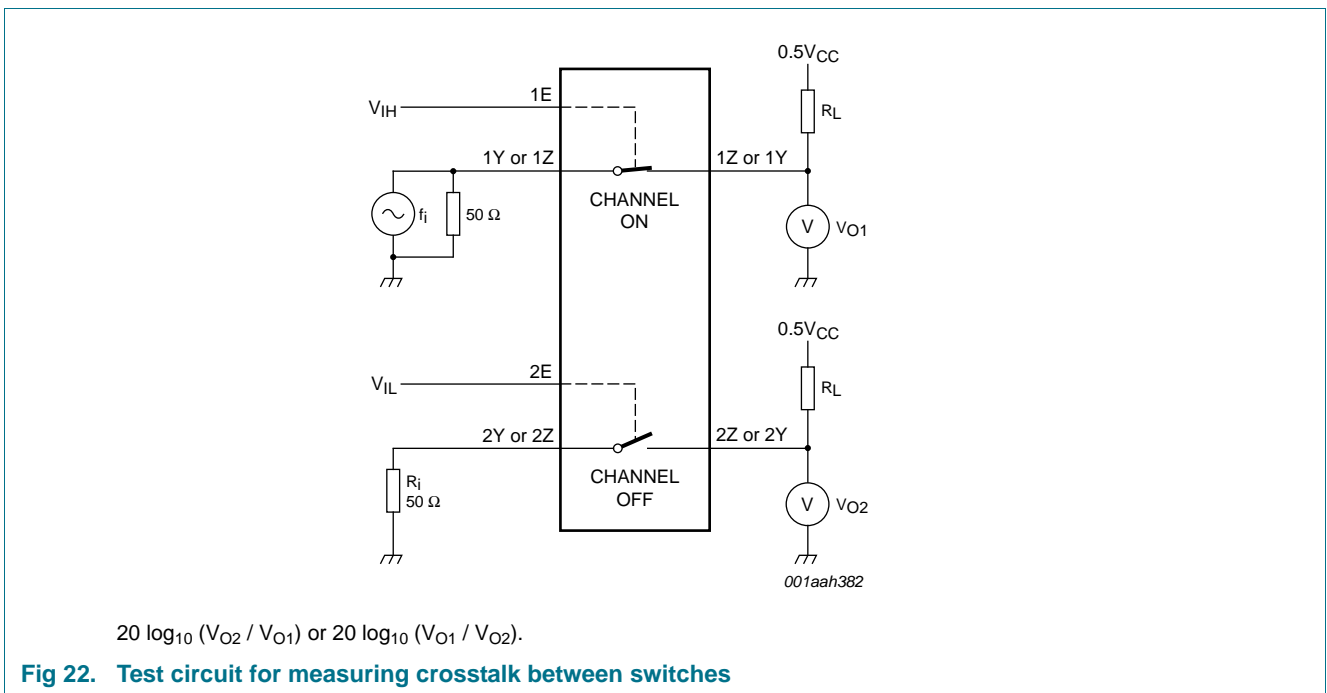 0.5VCC
RL
1E
VIH
1Y or 1Z
1Z or 1Y
fi
50 Ω
CHANNEL
ON
V
VO1
0.5VCC
RL
2E
VIL
2Y or 2Z
2Z or 2Y
Ri
50 Ω
CHANNEL
OFF
V
VO2
001aah382
20 log10 (VO2 / VO1) or 20 log10 (VO1 / VO2).
Fig 22. Test circuit for measuring crosstalk between switches